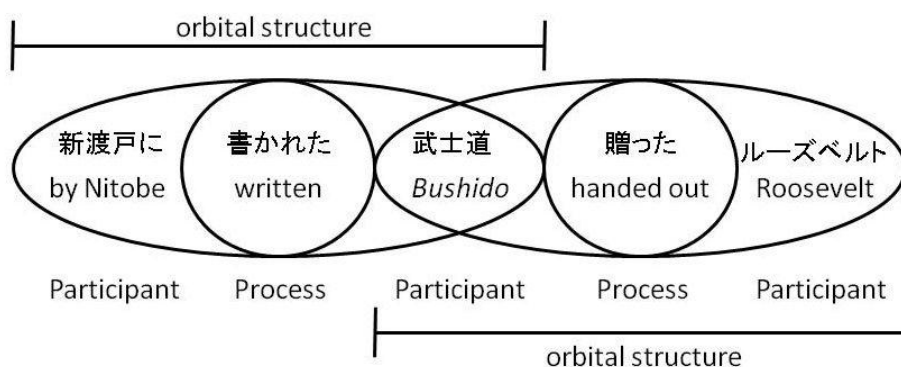 orbital structure
新渡戸に 書かれた 武士道 贈った ルーズベルト
by Nitobe written Bushido handed out Roosevelt
Participant Process Participant Process Participant
orbital structure